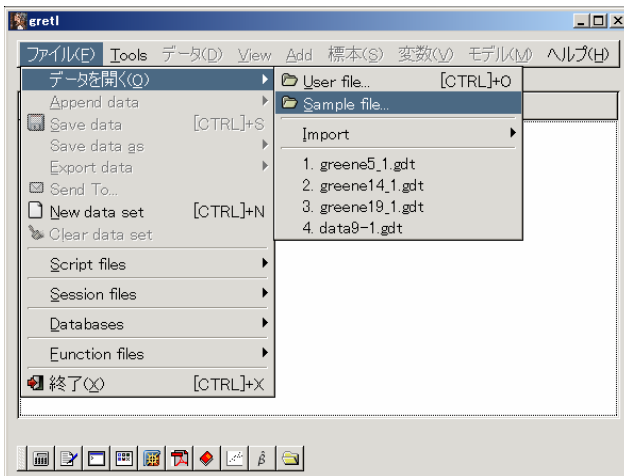 gretl
ファイル(F) Tools データ(D) View Add 標本(S) 変数(V) モデル(M) ヘルプ(H)
データを開く(O)
Append data
Save data [CTRL]+S
Save data as
Export data
Send To...
New data set [CTRL]+N
Clear data set
Script files
Session files
Databases
Function files
終了(X) [CTRL]+X
User file... [CTRL]+O
Sample file...
Import
1. greene5_1.gdt
2. greene14_1.gdt
3. greene19_1.gdt
4. data9-1.gdt
β̂